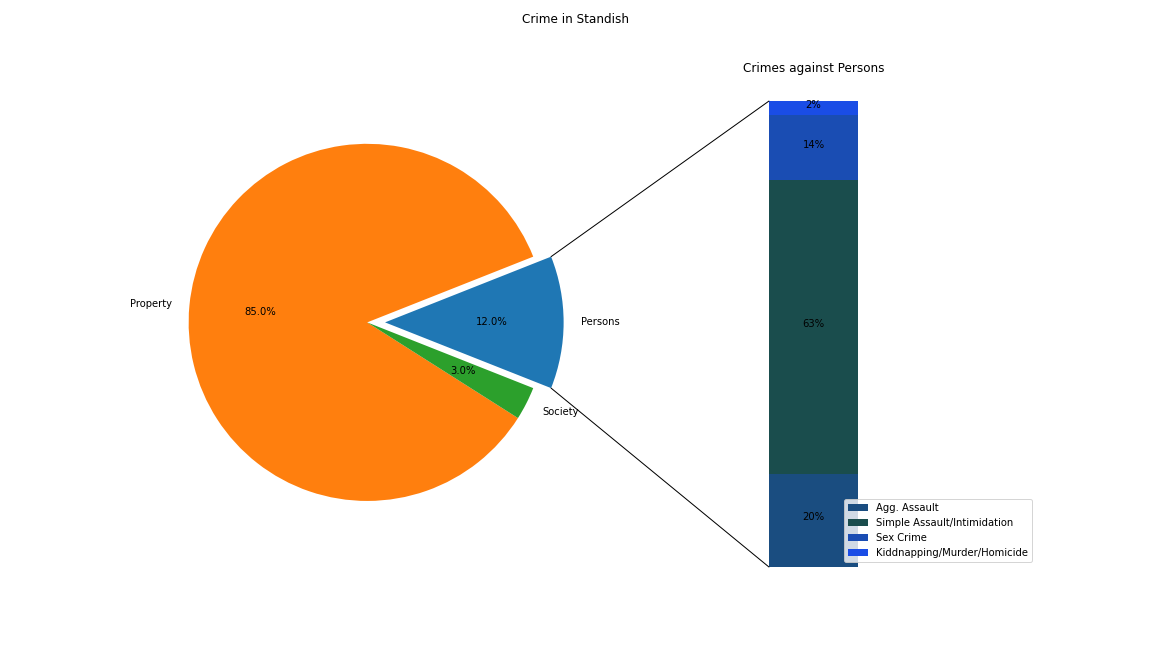 Crime in Standish
Crimes against Persons
2%
14%
Property
85.0%
12.0%
Persons
63%
3.0%
Society
20%
Agg. Assault
Simple Assault/Intimidation
Sex Crime
Kiddnapping/Murder/Homicide